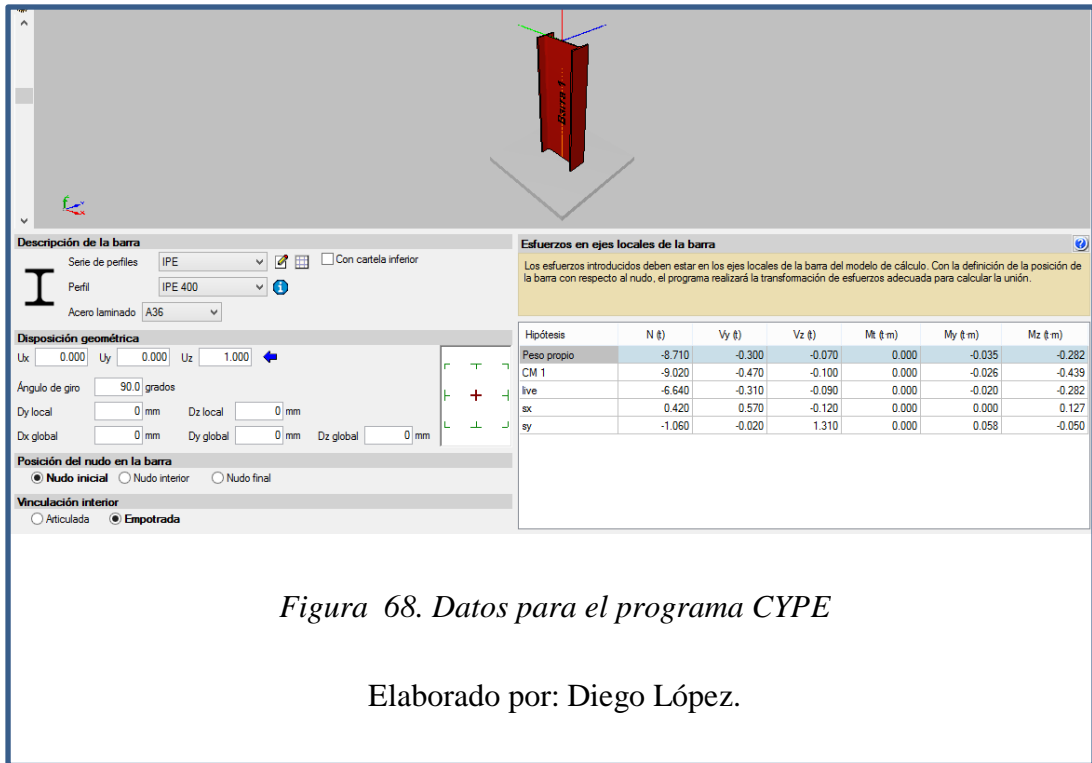 Barra 1
Descripción de la barra
Serie de perfiles IPE Con cartela inferior
Perfil IPE 400
Acero laminado A36
Disposición geométrica
Ux 0.000 Uy 0.000 Uz 1.000
Ángulo de giro 90.0 grados
Dy local 0 mm Dz local 0 mm
Dx global 0 mm Dy global 0 mm Dz global 0 mm
Posición del nudo en la barra
Nudo inicial Nudo interior Nudo final
Vinculación interior
Articulada Empotrada
Esfuerzos en ejes locales de la barra
Los esfuerzos introducidos deben estar en los ejes locales de la barra del modelo de cálculo. Con la definición de la posición de
la barra con respecto al nudo, el programa realizará la transformación de esfuerzos adecuada para calcular la unión.
Hipótesis N (t) Vy (t) Vz (t) Mt (t·m) My (t·m) Mz (t·m)
Peso propio -8.710 -0.300 -0.070 0.000 -0.035 -0.282
CM 1 -9.020 -0.470 -0.100 0.000 -0.026 -0.439
live -6.640 -0.310 -0.090 0.000 -0.020 -0.282
sx 0.420 0.570 -0.120 0.000 0.000 0.127
sy -1.060 -0.020 1.310 0.000 0.058 -0.050
Figura 68. Datos para el programa CYPE
Elaborado por: Diego López.